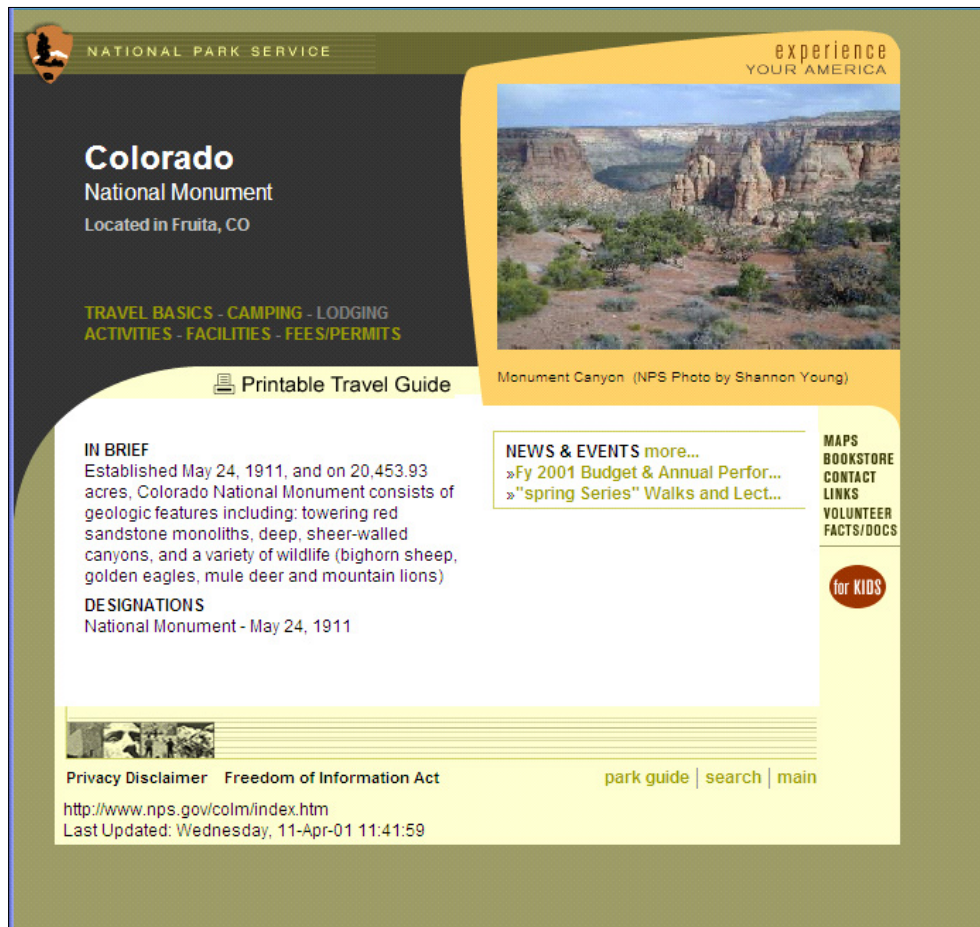 NATIONAL PARK SERVICE
experience
YOUR AMERICA
Colorado
National Monument
Located in Fruita, CO
TRAVEL BASICS - CAMPING - LODGING
ACTIVITIES - FACILITIES - FEES/PERMITS
Printable Travel Guide
Monument Canyon (NPS Photo by Shannon Young)
IN BRIEF
Established May 24, 1911, and on 20,453.93
acres, Colorado National Monument consists of
geologic features including: towering red
sandstone monoliths, deep, sheer-walled
canyons, and a variety of wildlife (bighorn sheep,
golden eagles, mule deer and mountain lions)
DESIGNATIONS
National Monument - May 24, 1911
NEWS & EVENTS more...
»Fy 2001 Budget & Annual Perfor...
»"spring Series" Walks and Lect...
MAPS
BOOKSTORE
CONTACT
LINKS
VOLUNTEER
FACTS/DOCS
for KIDS
Privacy Disclaimer Freedom of Information Act
park guide | search | main
http://www.nps.gov/colm/index.htm
Last Updated: Wednesday, 11-Apr-01 11:41:59